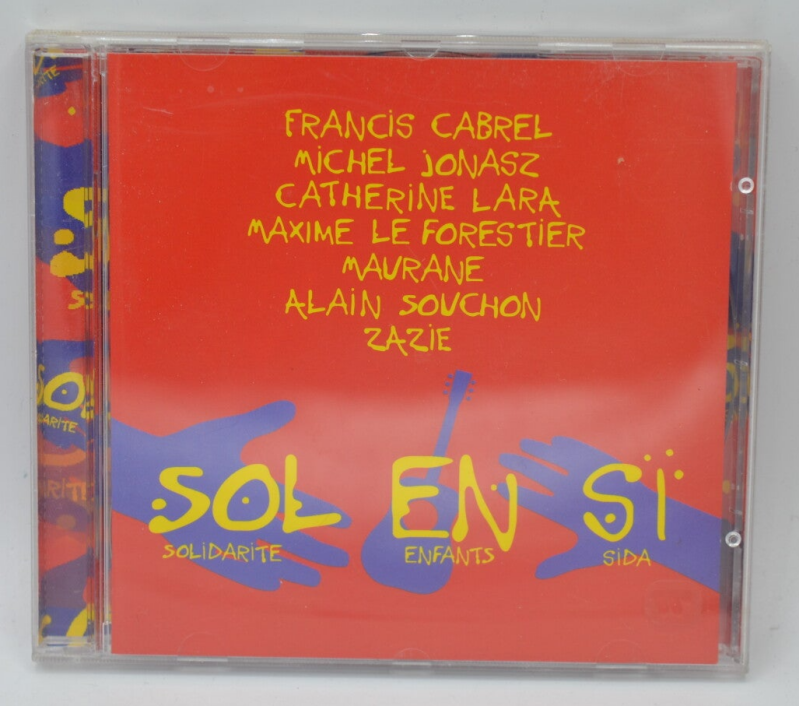 FRANCIS CABREL
MICHEL JONASZ
CATHERINE LARA
MAXIME LE FORESTIER
MAURANE
ALAIN SOUCHON
ZAZIE
SOL EN SI
SOLIDARITE ENFANTS SIDA